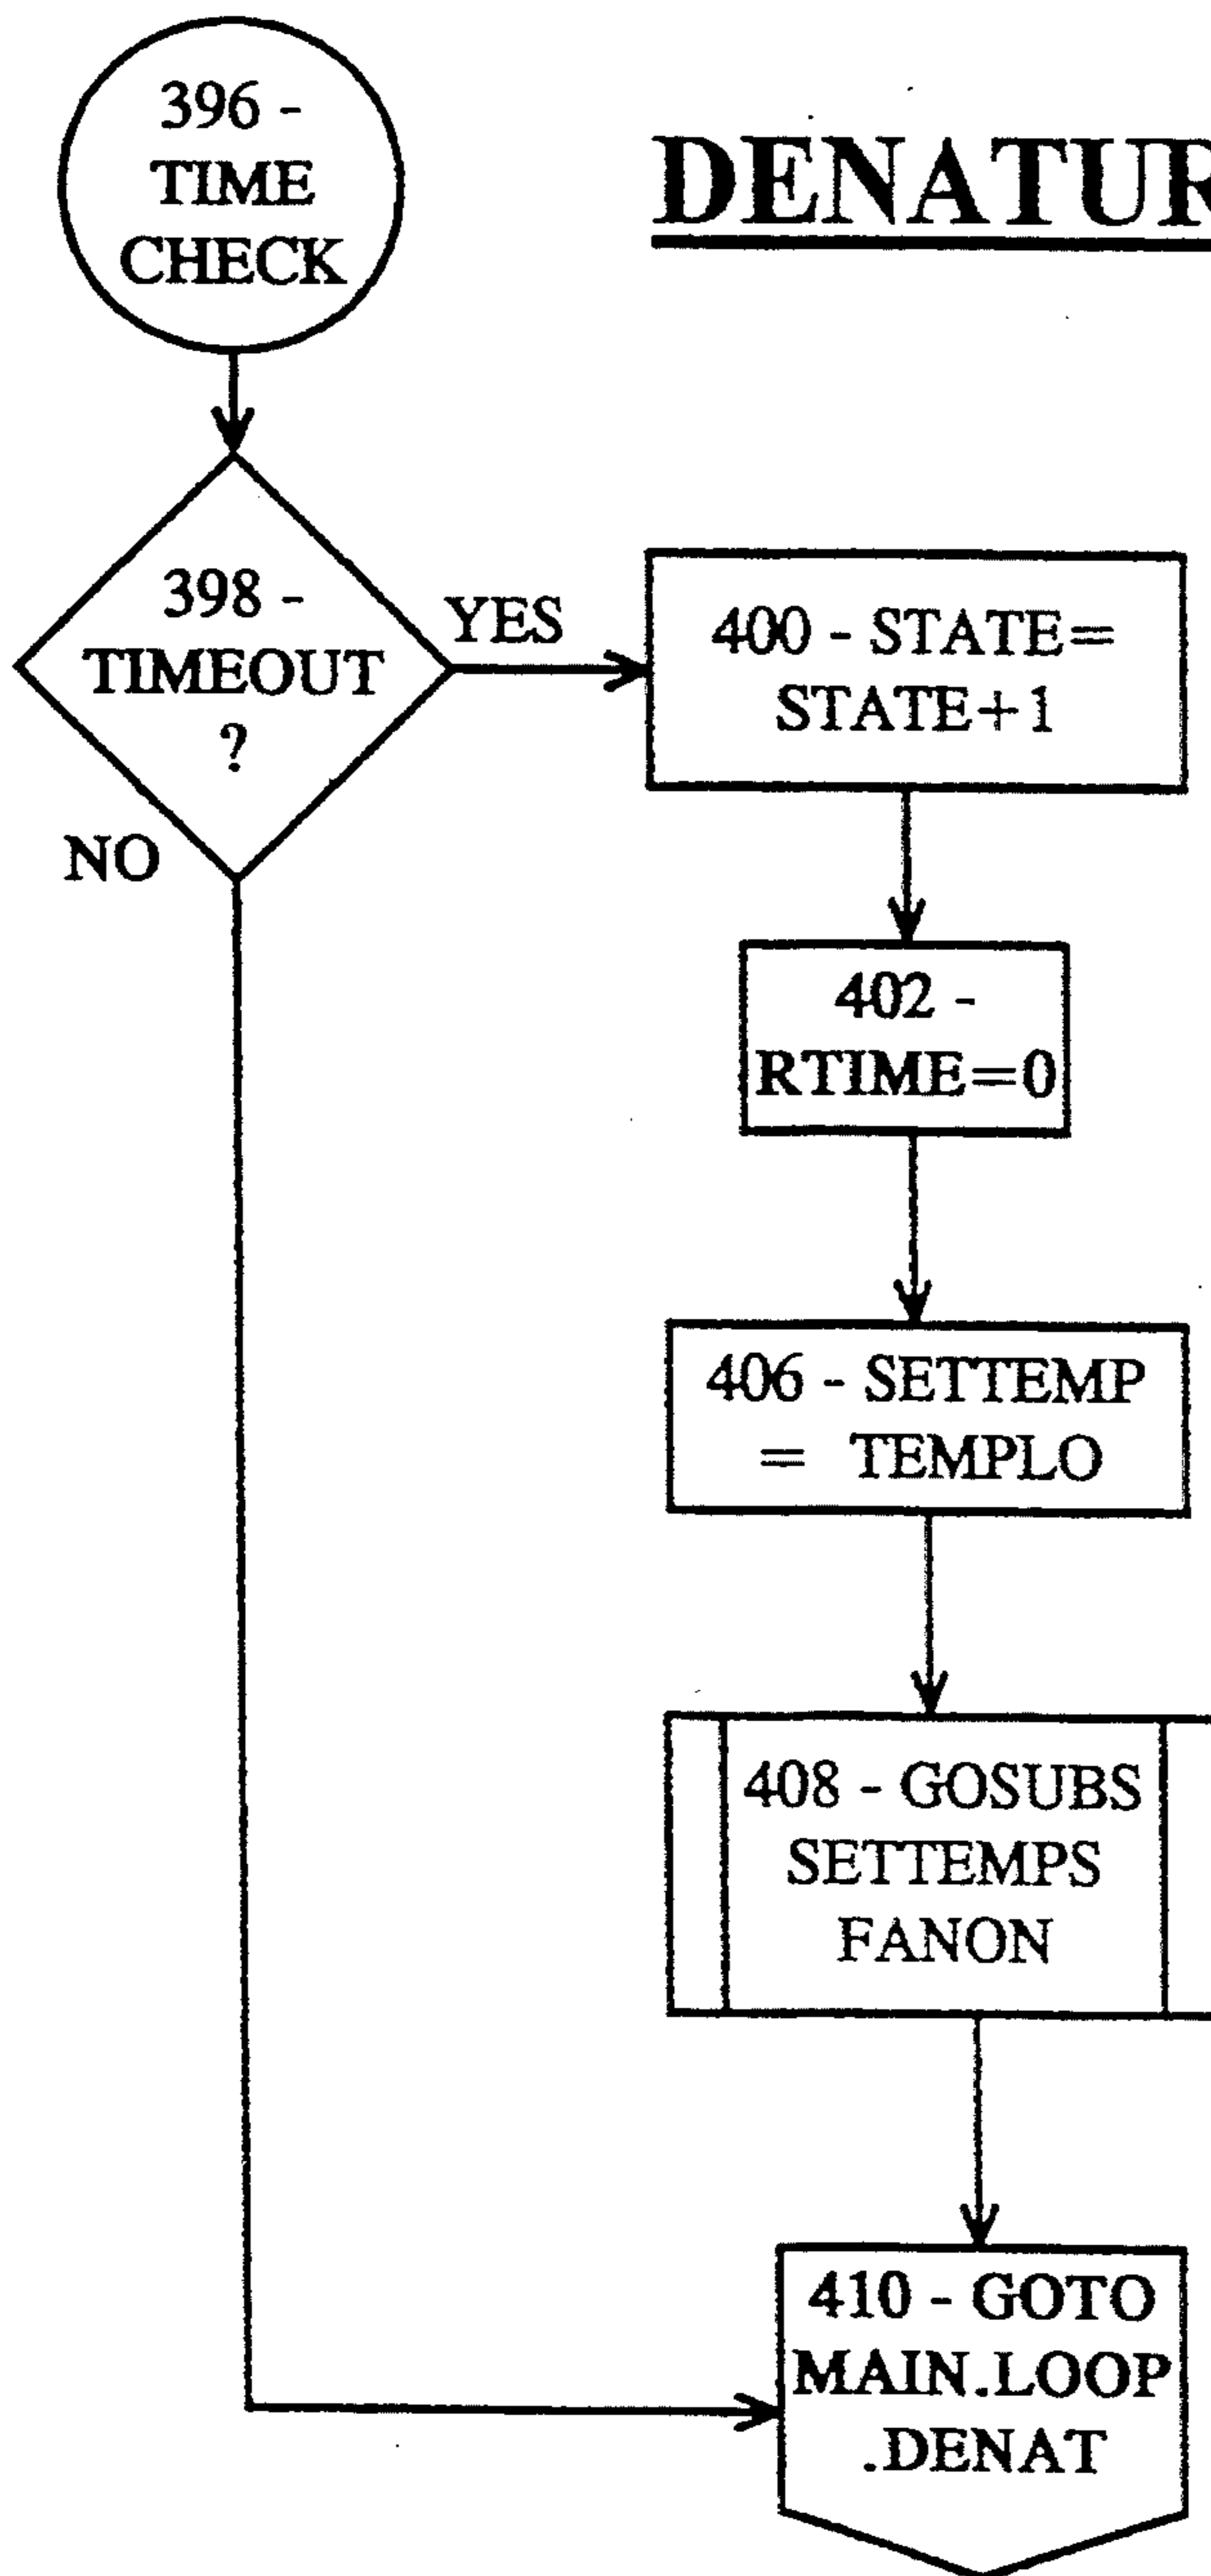 396 -
TIME
CHECK
DENATUR
398 -
TIMEOUT
?
YES
NO
400 - STATE=
STATE+1
402 -
RTIME=0
406 - SETTEMP
= TEMPLO
408 - GOSUBS
SETTEMPS
FANON
410 - GOTO
MAIN.LOOP
.DENAT